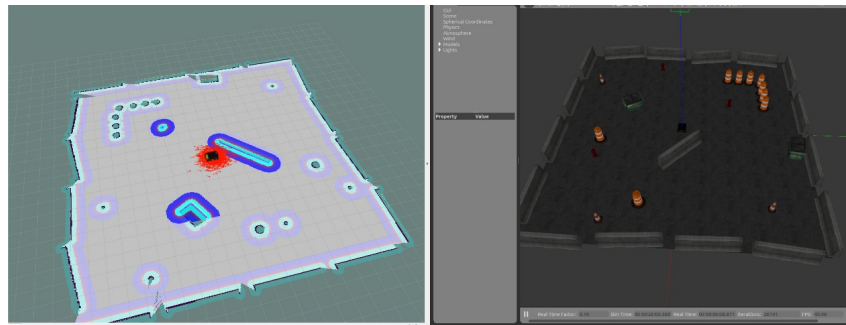 GUI
Scene
Spherical Coordinates
Physics
Atmosphere
Wind
Models
Lights
Property Value
Real Time Factor: Sim Time: Real Time: Iterations: FPS: